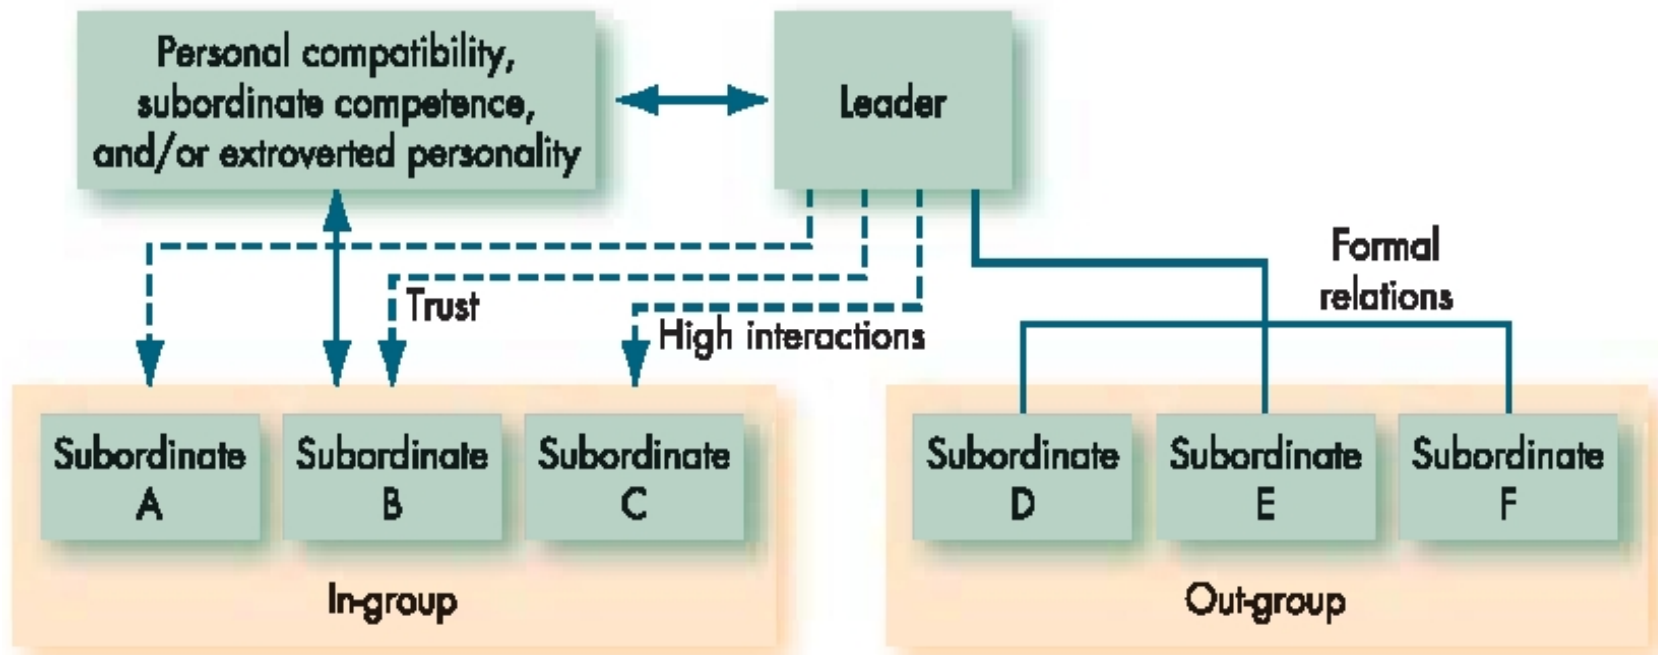 Personal compatibility,
subordinate competence,
and/or extroverted personality
Leader
Formal
relations
Trust
High interactions
Subordinate
A
Subordinate
B
Subordinate
C
In-group
Subordinate
D
Subordinate
E
Subordinate
F
Out-group